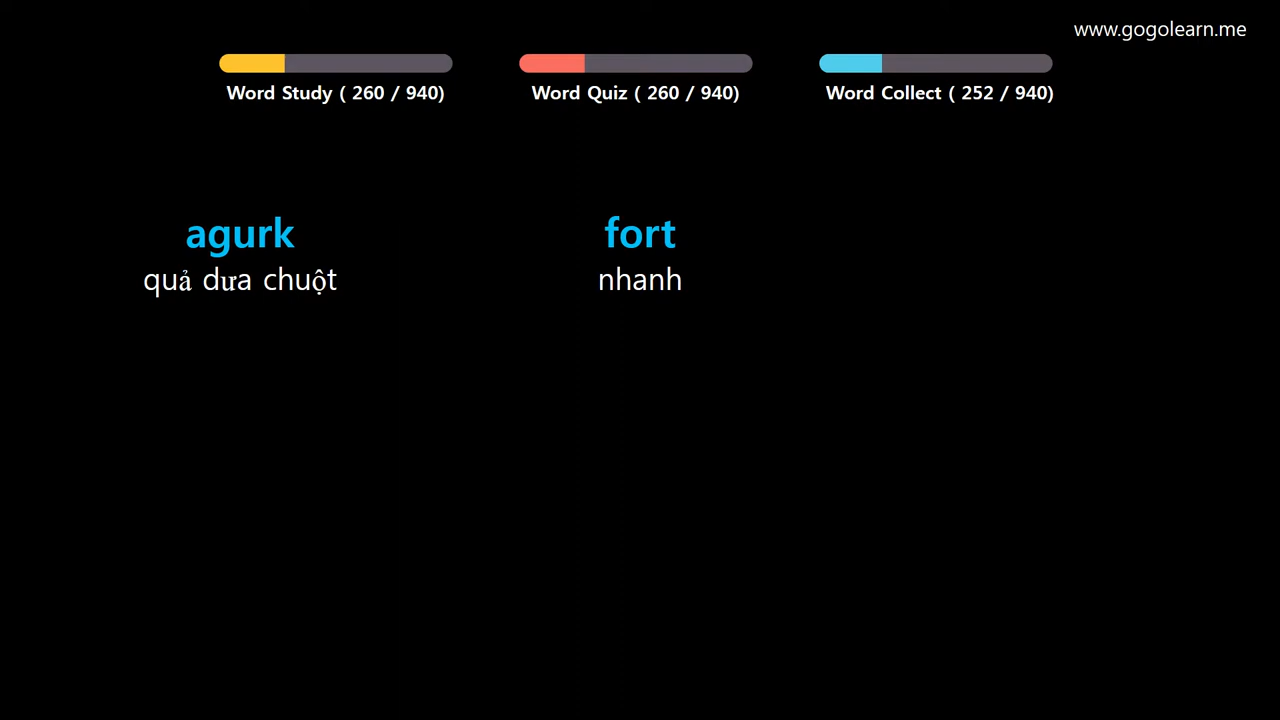 www.gogolearn.me
Word Study ( 260 / 940)
Word Quiz ( 260 / 940)
Word Collect ( 252 / 940)
agurk
quả dưa chuột
fort
nhanh